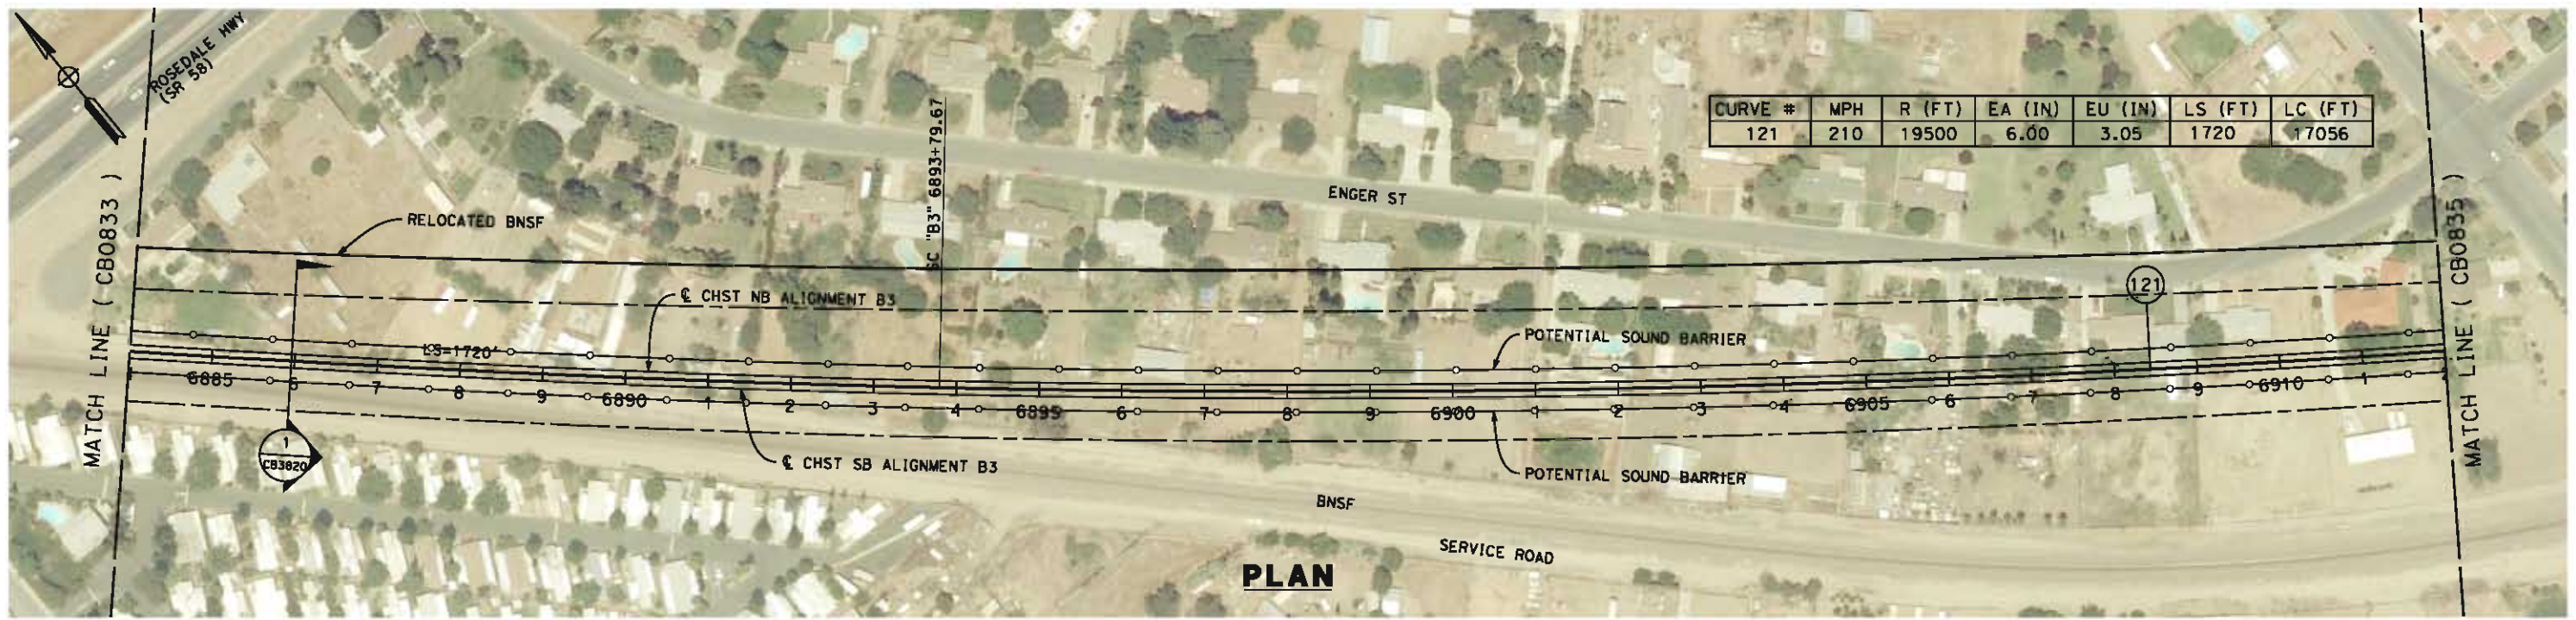 ROSEDALE HWY
(SR 58)
MATCH LINE ( CB0833 )
RELOCATED BNSF
SC "B3" 6893+79.67
ENGER ST
CURVE # MPH R (FT) EA (IN) EU (IN) LS (FT) LC (FT)
121 210 19500 6.00 3.05 1720 17056
MATCH LINE ( CB0835 )
℄ CHST NB ALIGNMENT B3
121
POTENTIAL SOUND BARRIER
LS=1720'
6885 6 7 8 9 6890 1 2 3 4 6895 6 7 8 9 6900 1 2 3 4 6905 6 7 8 9 6910 1
1
CB3820
℄ CHST SB ALIGNMENT B3
POTENTIAL SOUND BARRIER
BNSF
SERVICE ROAD
PLAN